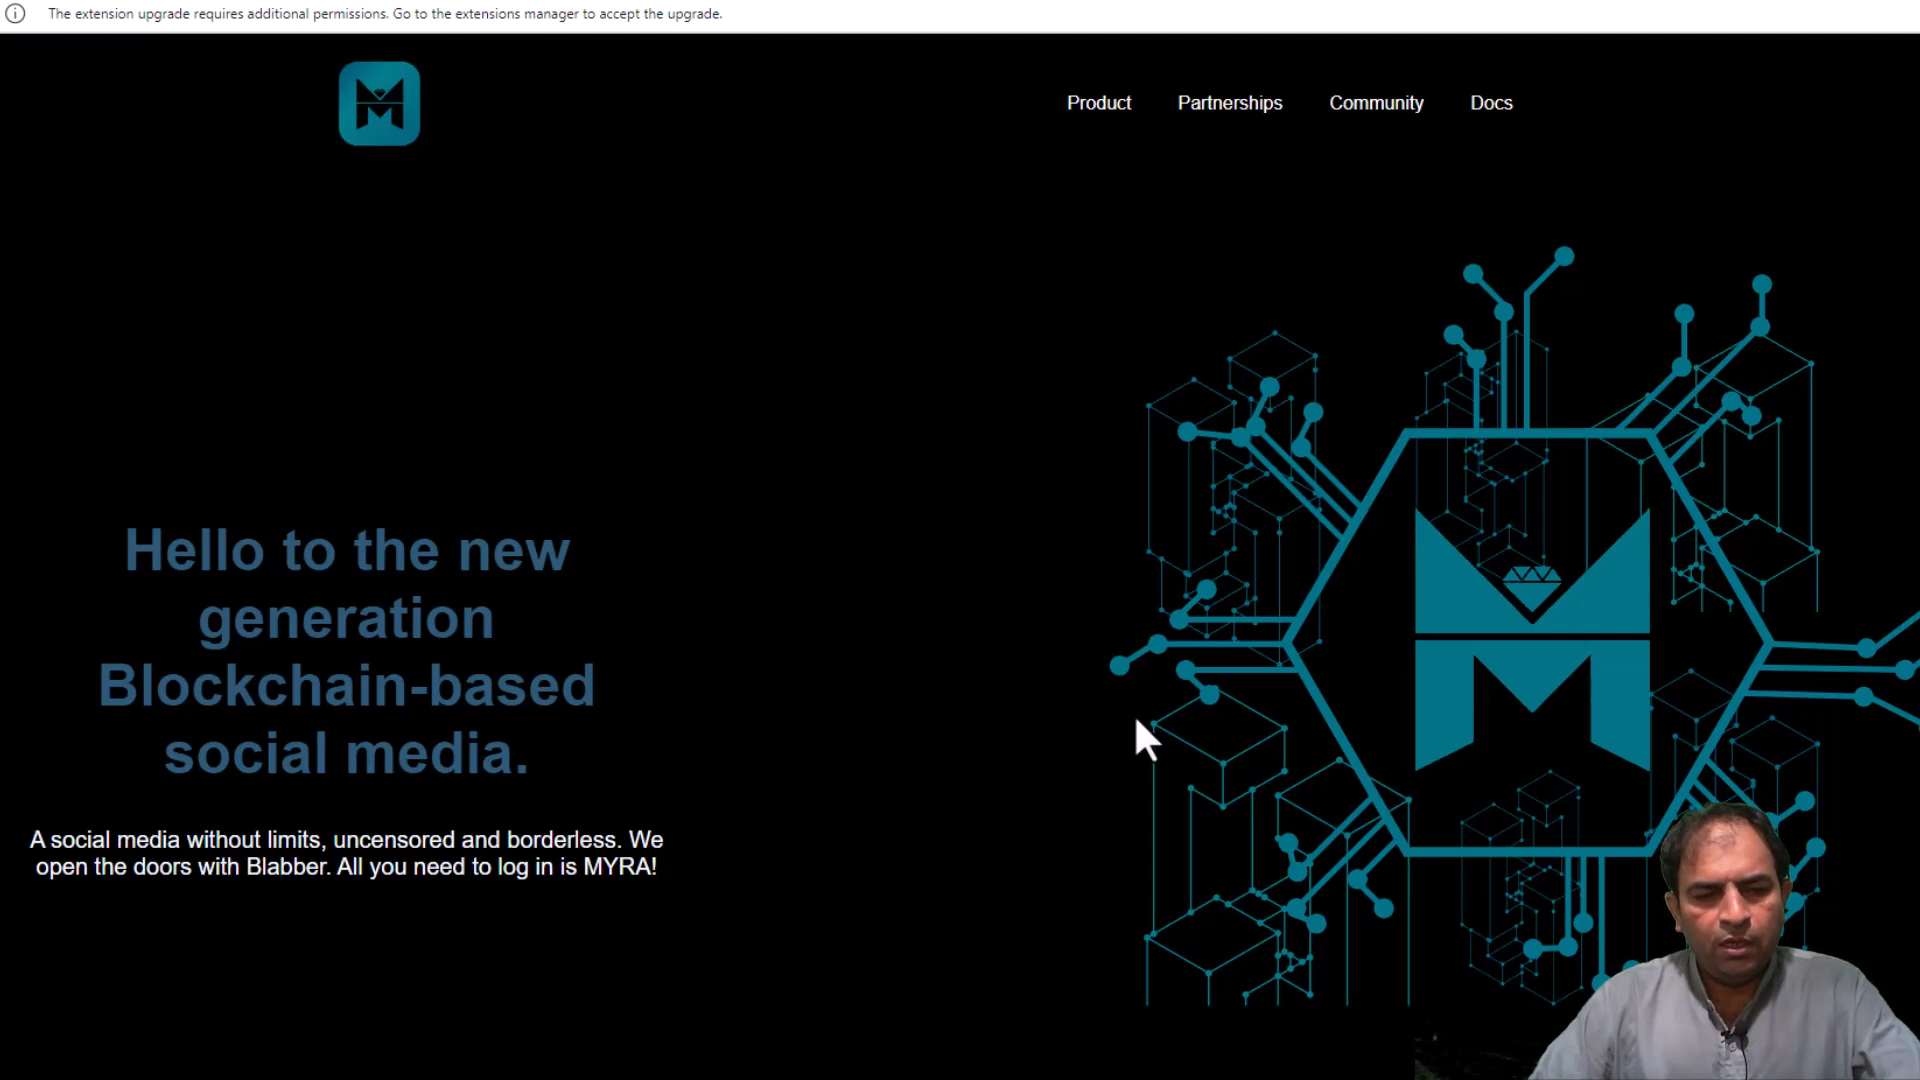 The extension upgrade requires additional permissions. Go to the extensions manager to accept the upgrade.
Product Partnerships Community Docs
Hello to the new
generation
Blockchain-based
social media.
A social media without limits, uncensored and borderless. We
open the doors with Blabber. All you need to log in is MYRA!